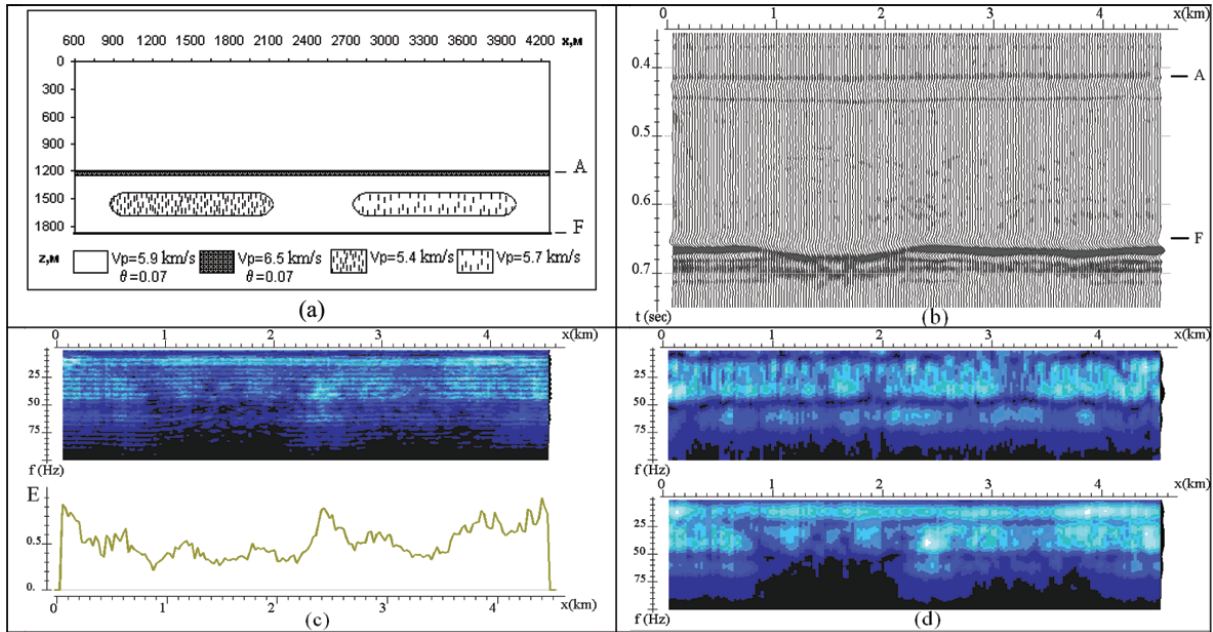 600 900 1200 1500 1800 2100 2400 2700 3000 3300 3600 3900 4200 х,м
0
300
600
900
1200
1500
1800
A
F
z,м
Vp=5.9 km/s
θ=0.07
Vp=6.5 km/s
θ=0.07
Vp=5.4 km/s
Vp=5.7 km/s
(a)
0 1 2 3 4 x(km)
0.4
0.5
0.6
0.7
t (sec)
A
F
(b)
0 1 2 3 4 x(km)
25
50
75
f (Hz)
E
0.5
0.
0 1 2 3 4 x(km)
(c)
0 1 2 3 4 x(km)
25
50
75
f (Hz)
0 1 2 3 4 x(km)
25
50
75
f (Hz)
(d)